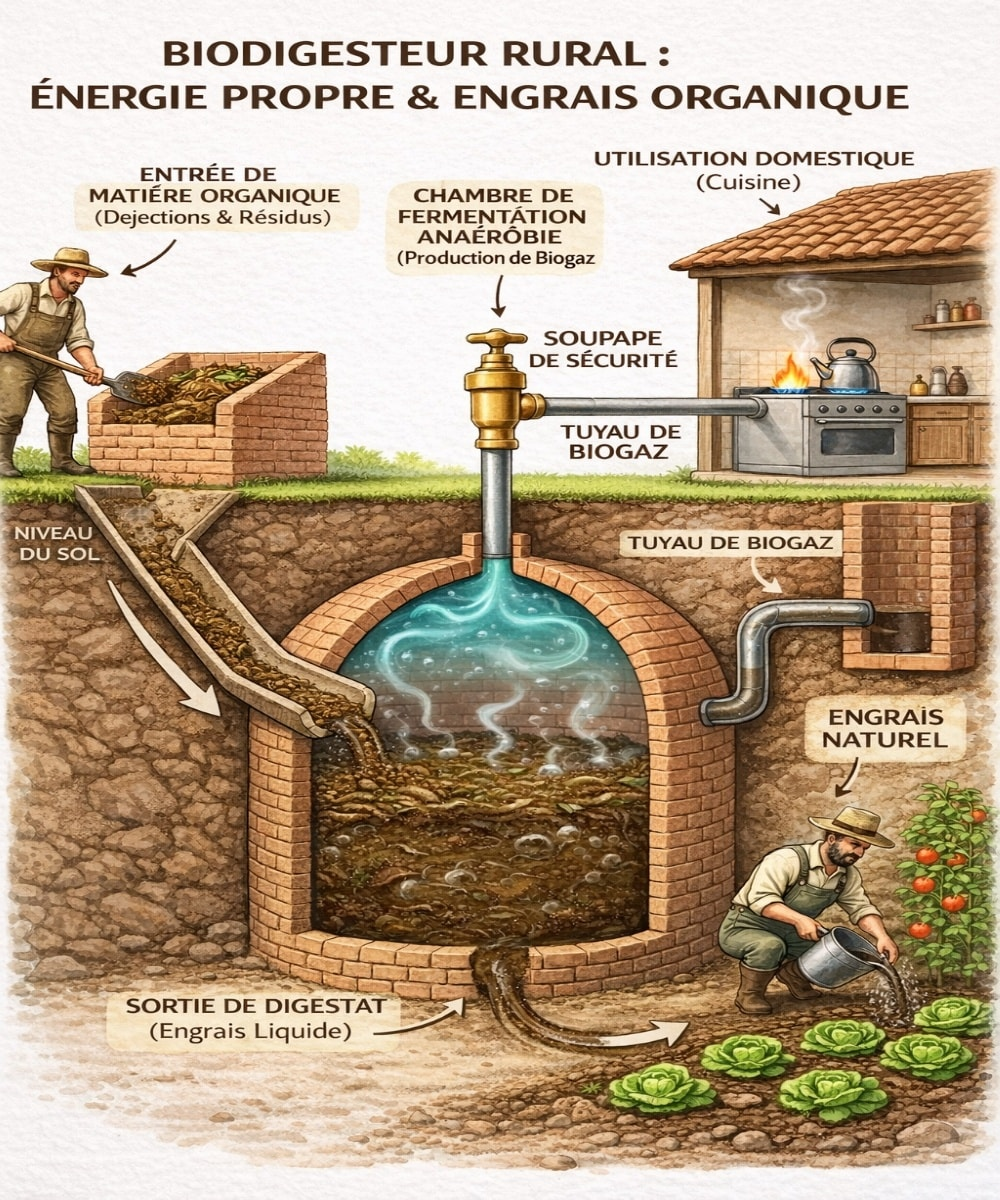 BIODIGESTEUR RURAL :
ÉNERGIE PROPRE & ENGRAIS ORGANIQUE
ENTRÉE DE
MATIÉRE ORGANIQUE
(Dejections & Résidus)
CHAMBRE DE
FERMENTÁTION
ANAÉRÔBIE
(Production de Biogaz
UTILISATION DOMESTIQUE
(Cuisine)
SOUPAPE
DE SÉCURITÉ
TUYAU DE
BIOGAZ
NIVEAU
DU SOL
TUYAU DE BIOGAZ
ENGRAIS
NATUREL
SORTIE DE DIGESTAT
(Engrais Liquide)